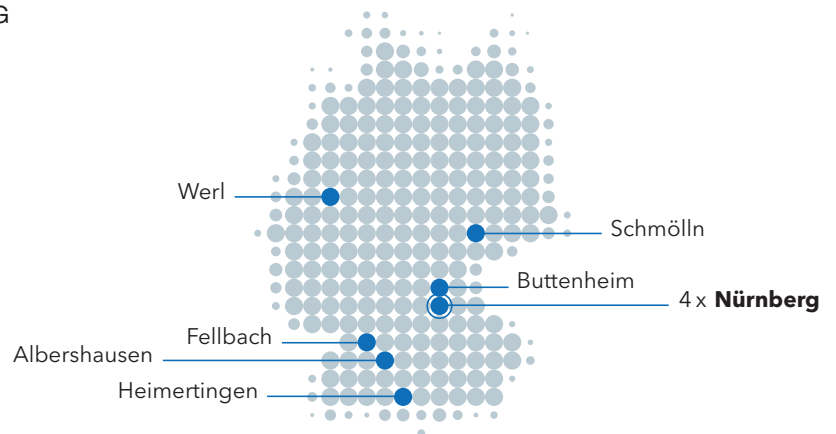 G
Werl
Schmölln
Buttenheim
4 x Nürnberg
Fellbach
Albershausen
Heimertingen